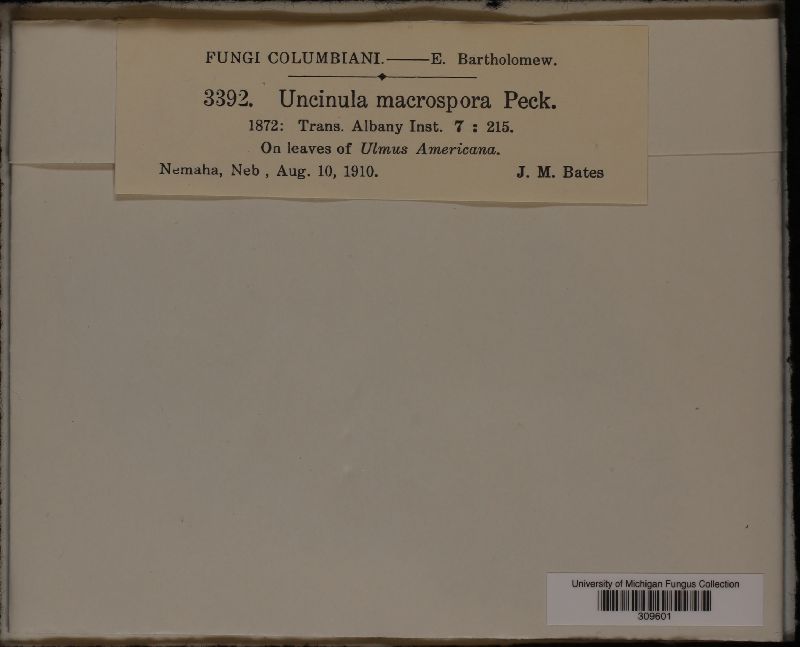 FUNGI COLUMBIANI.——E. Bartholomew.
3392. Uncinula macrospora Peck.
1872: Trans. Albany Inst. 7 : 215.
On leaves of Ulmus Americana.
Nemaha, Neb , Aug. 10, 1910. J. M. Bates
University of Michigan Fungus Collection
309601